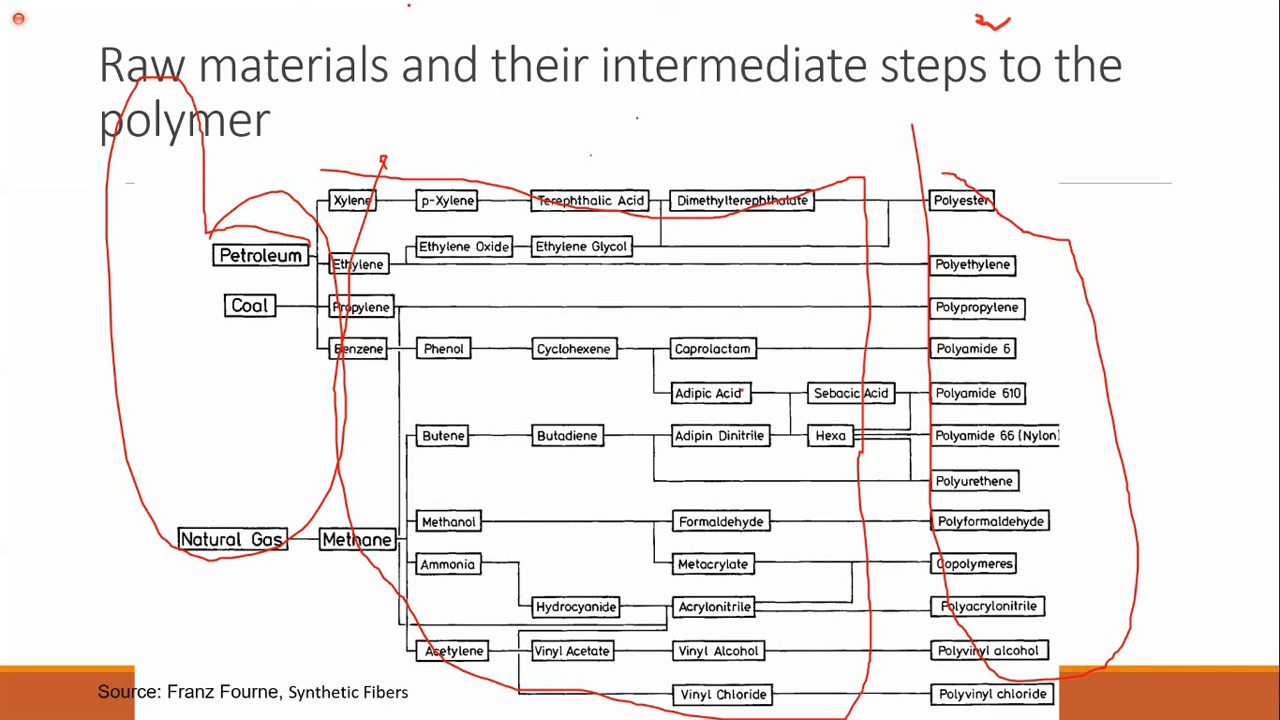 Raw materials and their intermediate steps to the
polymer
Xylene p-Xylene Terephthalic Acid Dimethylterephthalate Polyester
Ethylene Oxide Ethylene Glycol
Petroleum Ethylene Polyethylene
Coal Propylene Polypropylene
Benzene Phenol Cyclohexene Caprolactam Polyamide 6
Adipic Acid Sebacic Acid Polyamide 610
Butene Butadiene Adipin Dinitrile Hexa Polyamide 66 (Nylon)
Polyurethene
Methanol Formaldehyde Polyformaldehyde
Natural Gas Methane
Ammonia Metacrylate Copolymeres
Hydrocyanide Acrylonitrile Polyacrylonitrile
Acetylene Vinyl Acetate Vinyl Alcohol Polyvinyl alcohol
Vinyl Chloride Polyvinyl chloride
Source: Franz Fourne, Synthetic Fibers